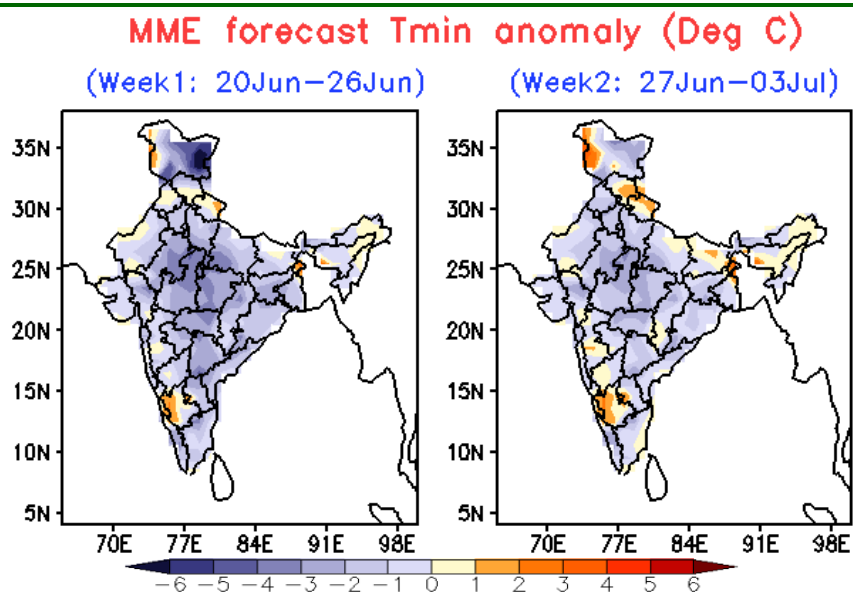 MME forecast Tmin anomaly (Deg C)
(Week1: 20Jun−26Jun)
(Week2: 27Jun−03Jul)
35N
30N
25N
20N
15N
10N
5N
70E 77E 84E 91E 98E
35N
30N
25N
20N
15N
10N
5N
70E 77E 84E 91E 98E
−6 −5 −4 −3 −2 −1 0 1 2 3 4 5 6